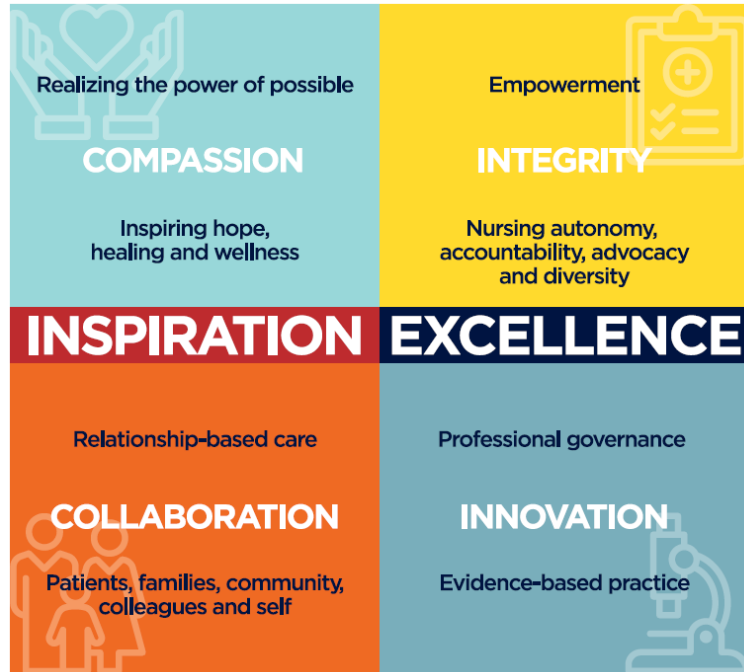 Realizing the power of possible
COMPASSION
Inspiring hope,
healing and wellness
Empowerment
INTEGRITY
Nursing autonomy,
accountability, advocacy
and diversity
INSPIRATION
EXCELLENCE
Relationship-based care
COLLABORATION
Patients, families, community,
colleagues and self
Professional governance
INNOVATION
Evidence-based practice